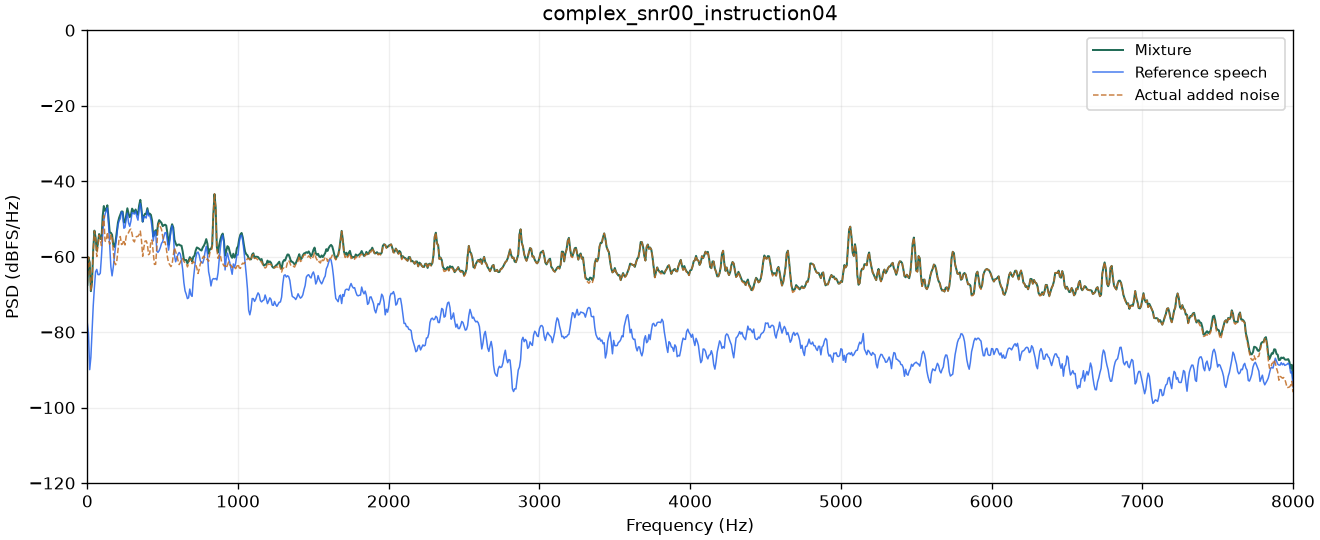 complex_snr00_instruction04
Mixture
Reference speech
Actual added noise
PSD (dBFS/Hz)
0
−20
−40
−60
−80
−100
−120
0 1000 2000 3000 4000 5000 6000 7000 8000
Frequency (Hz)